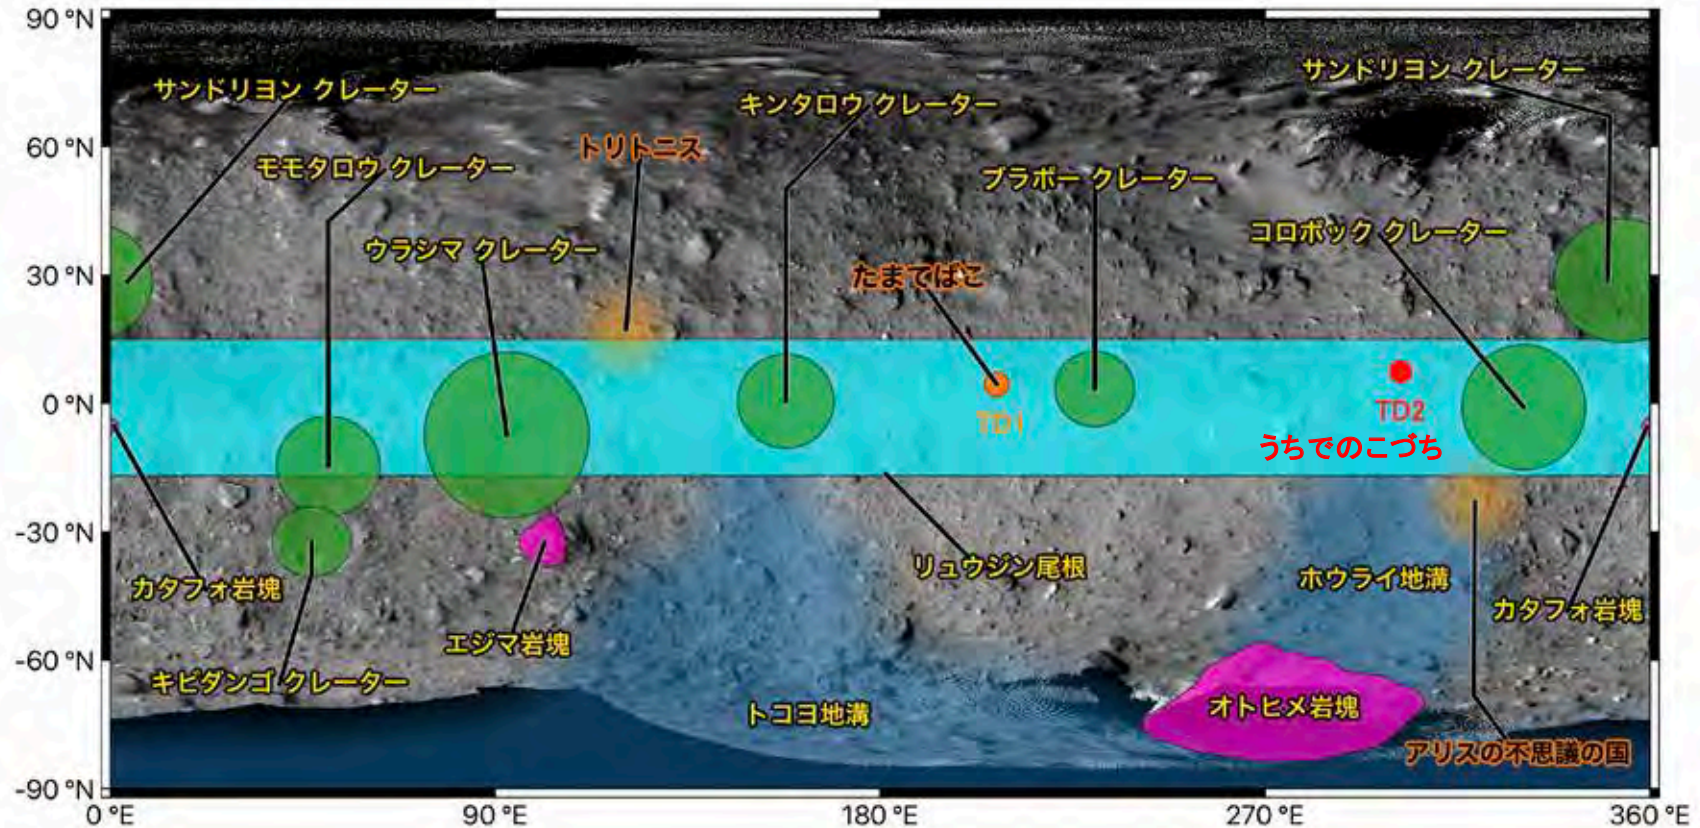 90 °N
サンドリヨン クレーター
サンドリヨン クレーター
キンタロウ クレーター
60 °N
トリトニス
モモタロウ クレーター
ブラボー クレーター
ウラシマ クレーター
コロボック クレーター
30 °N
たまてばこ
0 °N
TD1
TD2
うちでのこづち
-30 °N
カタフォ岩塊
リュウジン尾根
ホウライ地溝
カタフォ岩塊
エジマ岩塊
-60 °N
キビダンゴ クレーター
トコヨ地溝
オトヒメ岩塊
アリスの不思議の国
-90 °N
0 °E
90 °E
180 °E
270 °E
360 °E